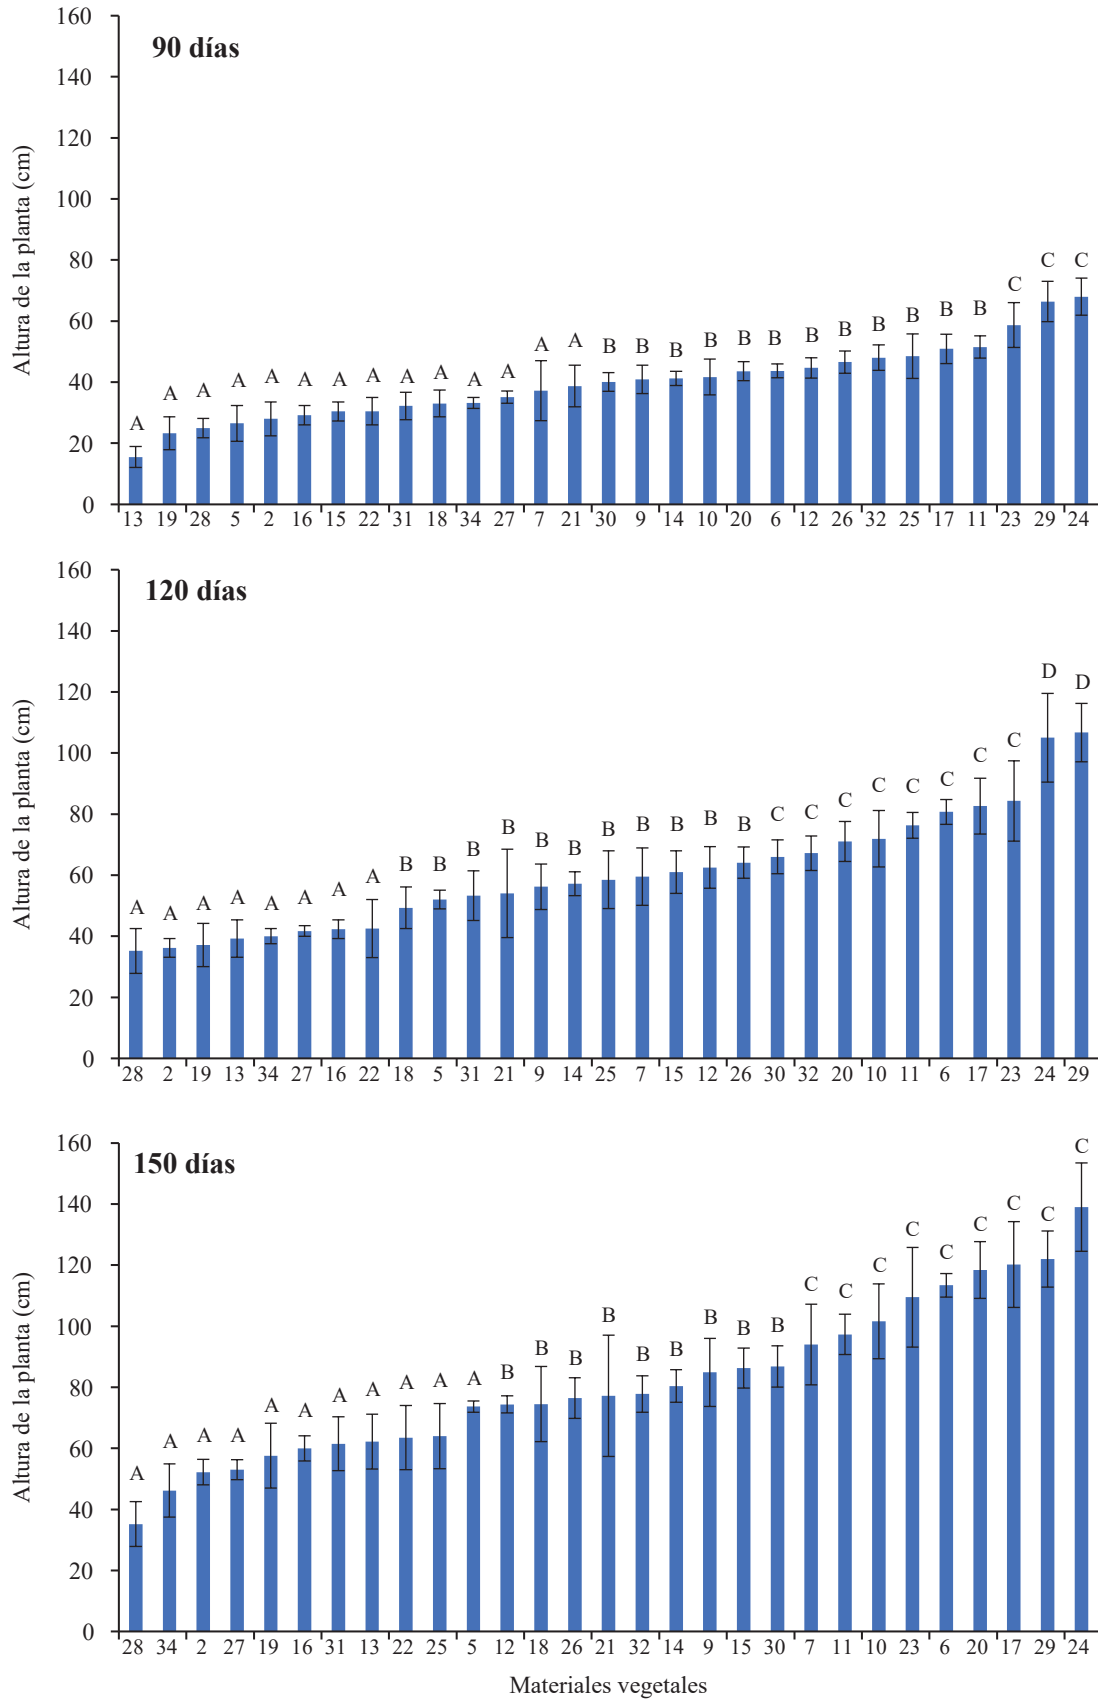 160
90 días
140
120
100
80
60
40
20
0
Altura de la planta (cm)
A A A A A A A A A A A A A A B B B B B B B B B B B B C C C
13 19 28 5 2 16 15 22 31 18 34 27 7 21 30 9 14 10 20 6 12 26 32 25 17 11 23 29 24
160
120 días
140
120
100
80
60
40
20
0
Altura de la planta (cm)
A A A A A A A A B B B B B B B B B B B C C C C C C C C D D
28 2 19 13 34 27 16 22 18 5 31 21 9 14 25 7 15 12 26 30 32 20 10 11 6 17 23 24 29
160
150 días
140
120
100
80
60
40
20
0
Altura de la planta (cm)
A A A A A A A A A A A B B B B B B B B B C C C C C C C C C
28 34 2 27 19 16 31 13 22 25 5 12 18 26 21 32 14 9 15 30 7 11 10 23 6 20 17 29 24
Materiales vegetales